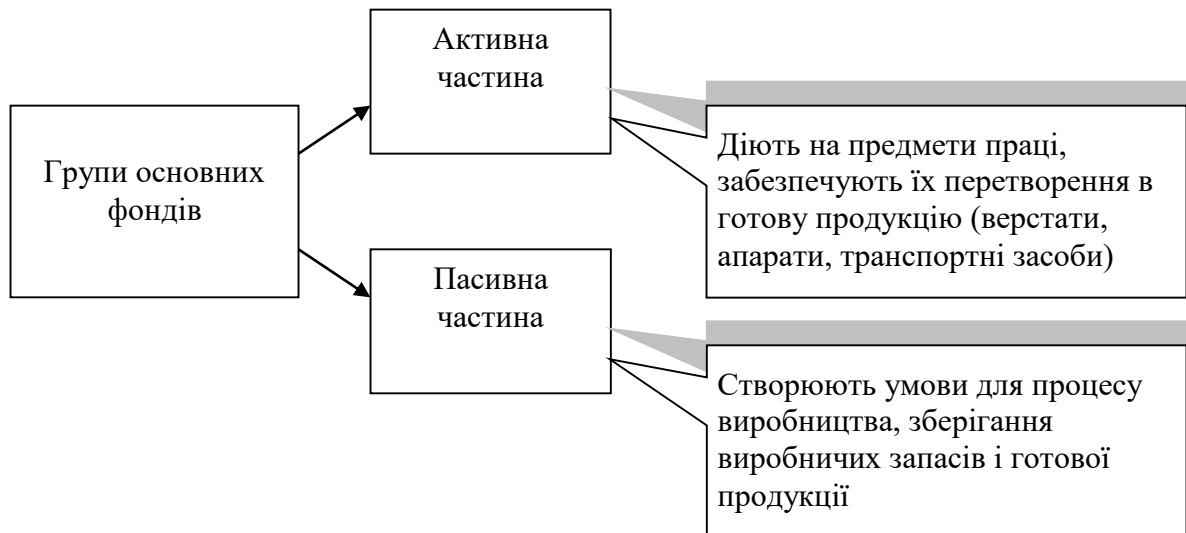 Групи основних
фондів
Активна
частина
Діють на предмети праці,
забезпечують їх перетворення в
готову продукцію (верстати,
апарати, транспортні засоби)
Пасивна
частина
Створюють умови для процесу
виробництва, зберігання
виробничих запасів і готової
продукції